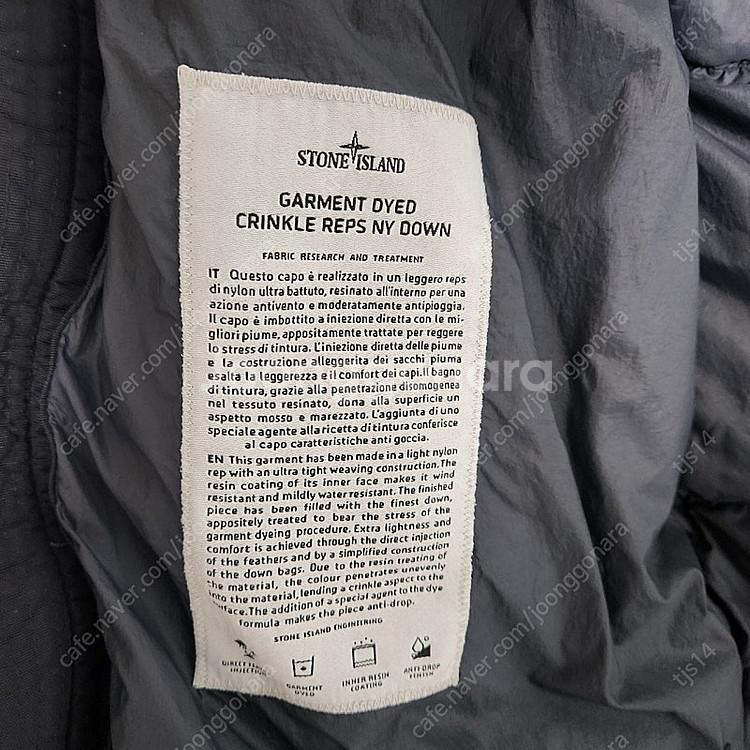 STONE ISLAND
GARMENT DYED
CRINKLE REPS NY DOWN
FABRIC RESEARCH AND TREATMENT
IT Questo capo è realizzato in un leggero reps
di nylon ultra battuto, resinato all'interno per una
azione antivento e moderatamente antipioggia.
Il capo è imbottito a iniezione diretta con le mi-
gliori piume, appositamente trattate per reggere
lo stress di tintura. L'iniezione diretta delle piume
e la costruzione alleggerita dei sacchi piuma
esalta la leggerezza e il comfort dei capi.Il bagno
di tintura, grazie alla penetrazione disomogenea
nel tessuto resinato, dona alla superficie un
aspetto mosso e marezzato. L'aggiunta di uno
speciale agente alla ricetta di tintura conferisce
al capo caratteristiche anti goccia.
EN This garment has been made in a light nylon
rep with an ultra tight weaving construction.The
resin coating of its inner face makes it wind
resistant and mildly water resistant. The finished
piece has been filled with the finest down,
appositely treated to bear the stress of the
garment dyeing procedure. Extra lightness and
comfort is achieved through the direct injection
of the feathers and by a simplified construction
of the down bags. Due to the resin treating of
the material, the colour penetrates unevenly
into the material, lending a crinkle aspect to the
surface.The addition of a special agent to the dye
formula makes the piece anti-drop.
STONE ISLAND ENGINEERING
INJECTION
GARMENT
DYED
INNER RESIN
COATING
ANTI DROP
FINISH
cafe.naver.com/joonggonara
tjs14